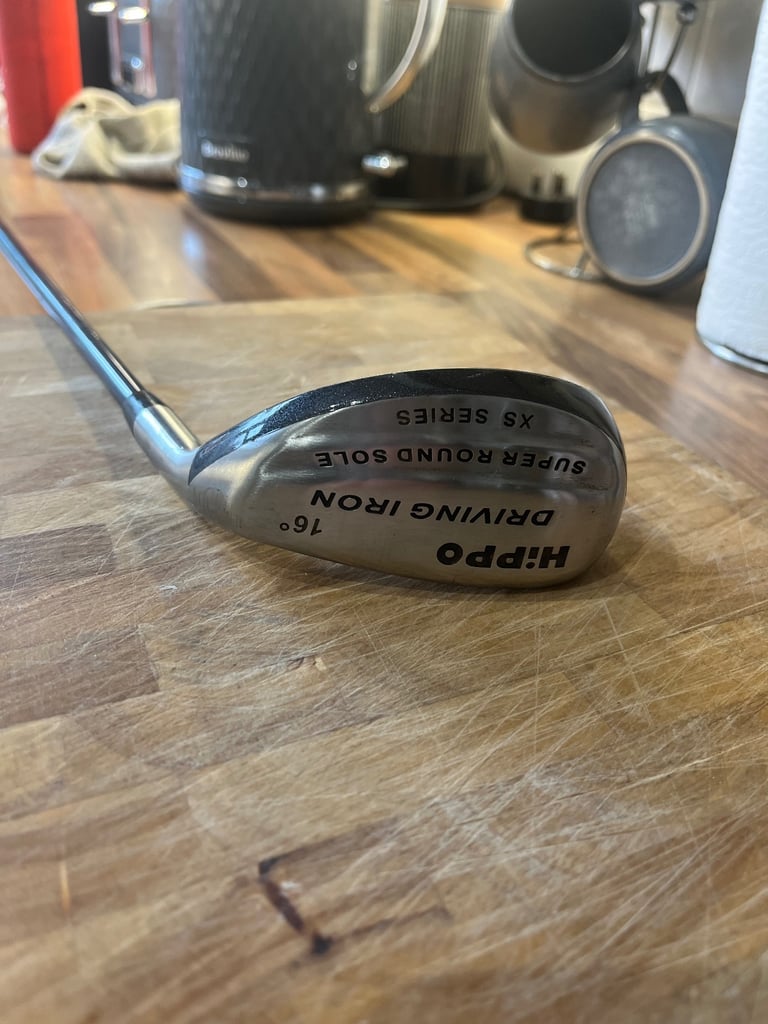 HiPPO
DRIVING IRON
16°
SUPER ROUND SOLE
XS SERIES